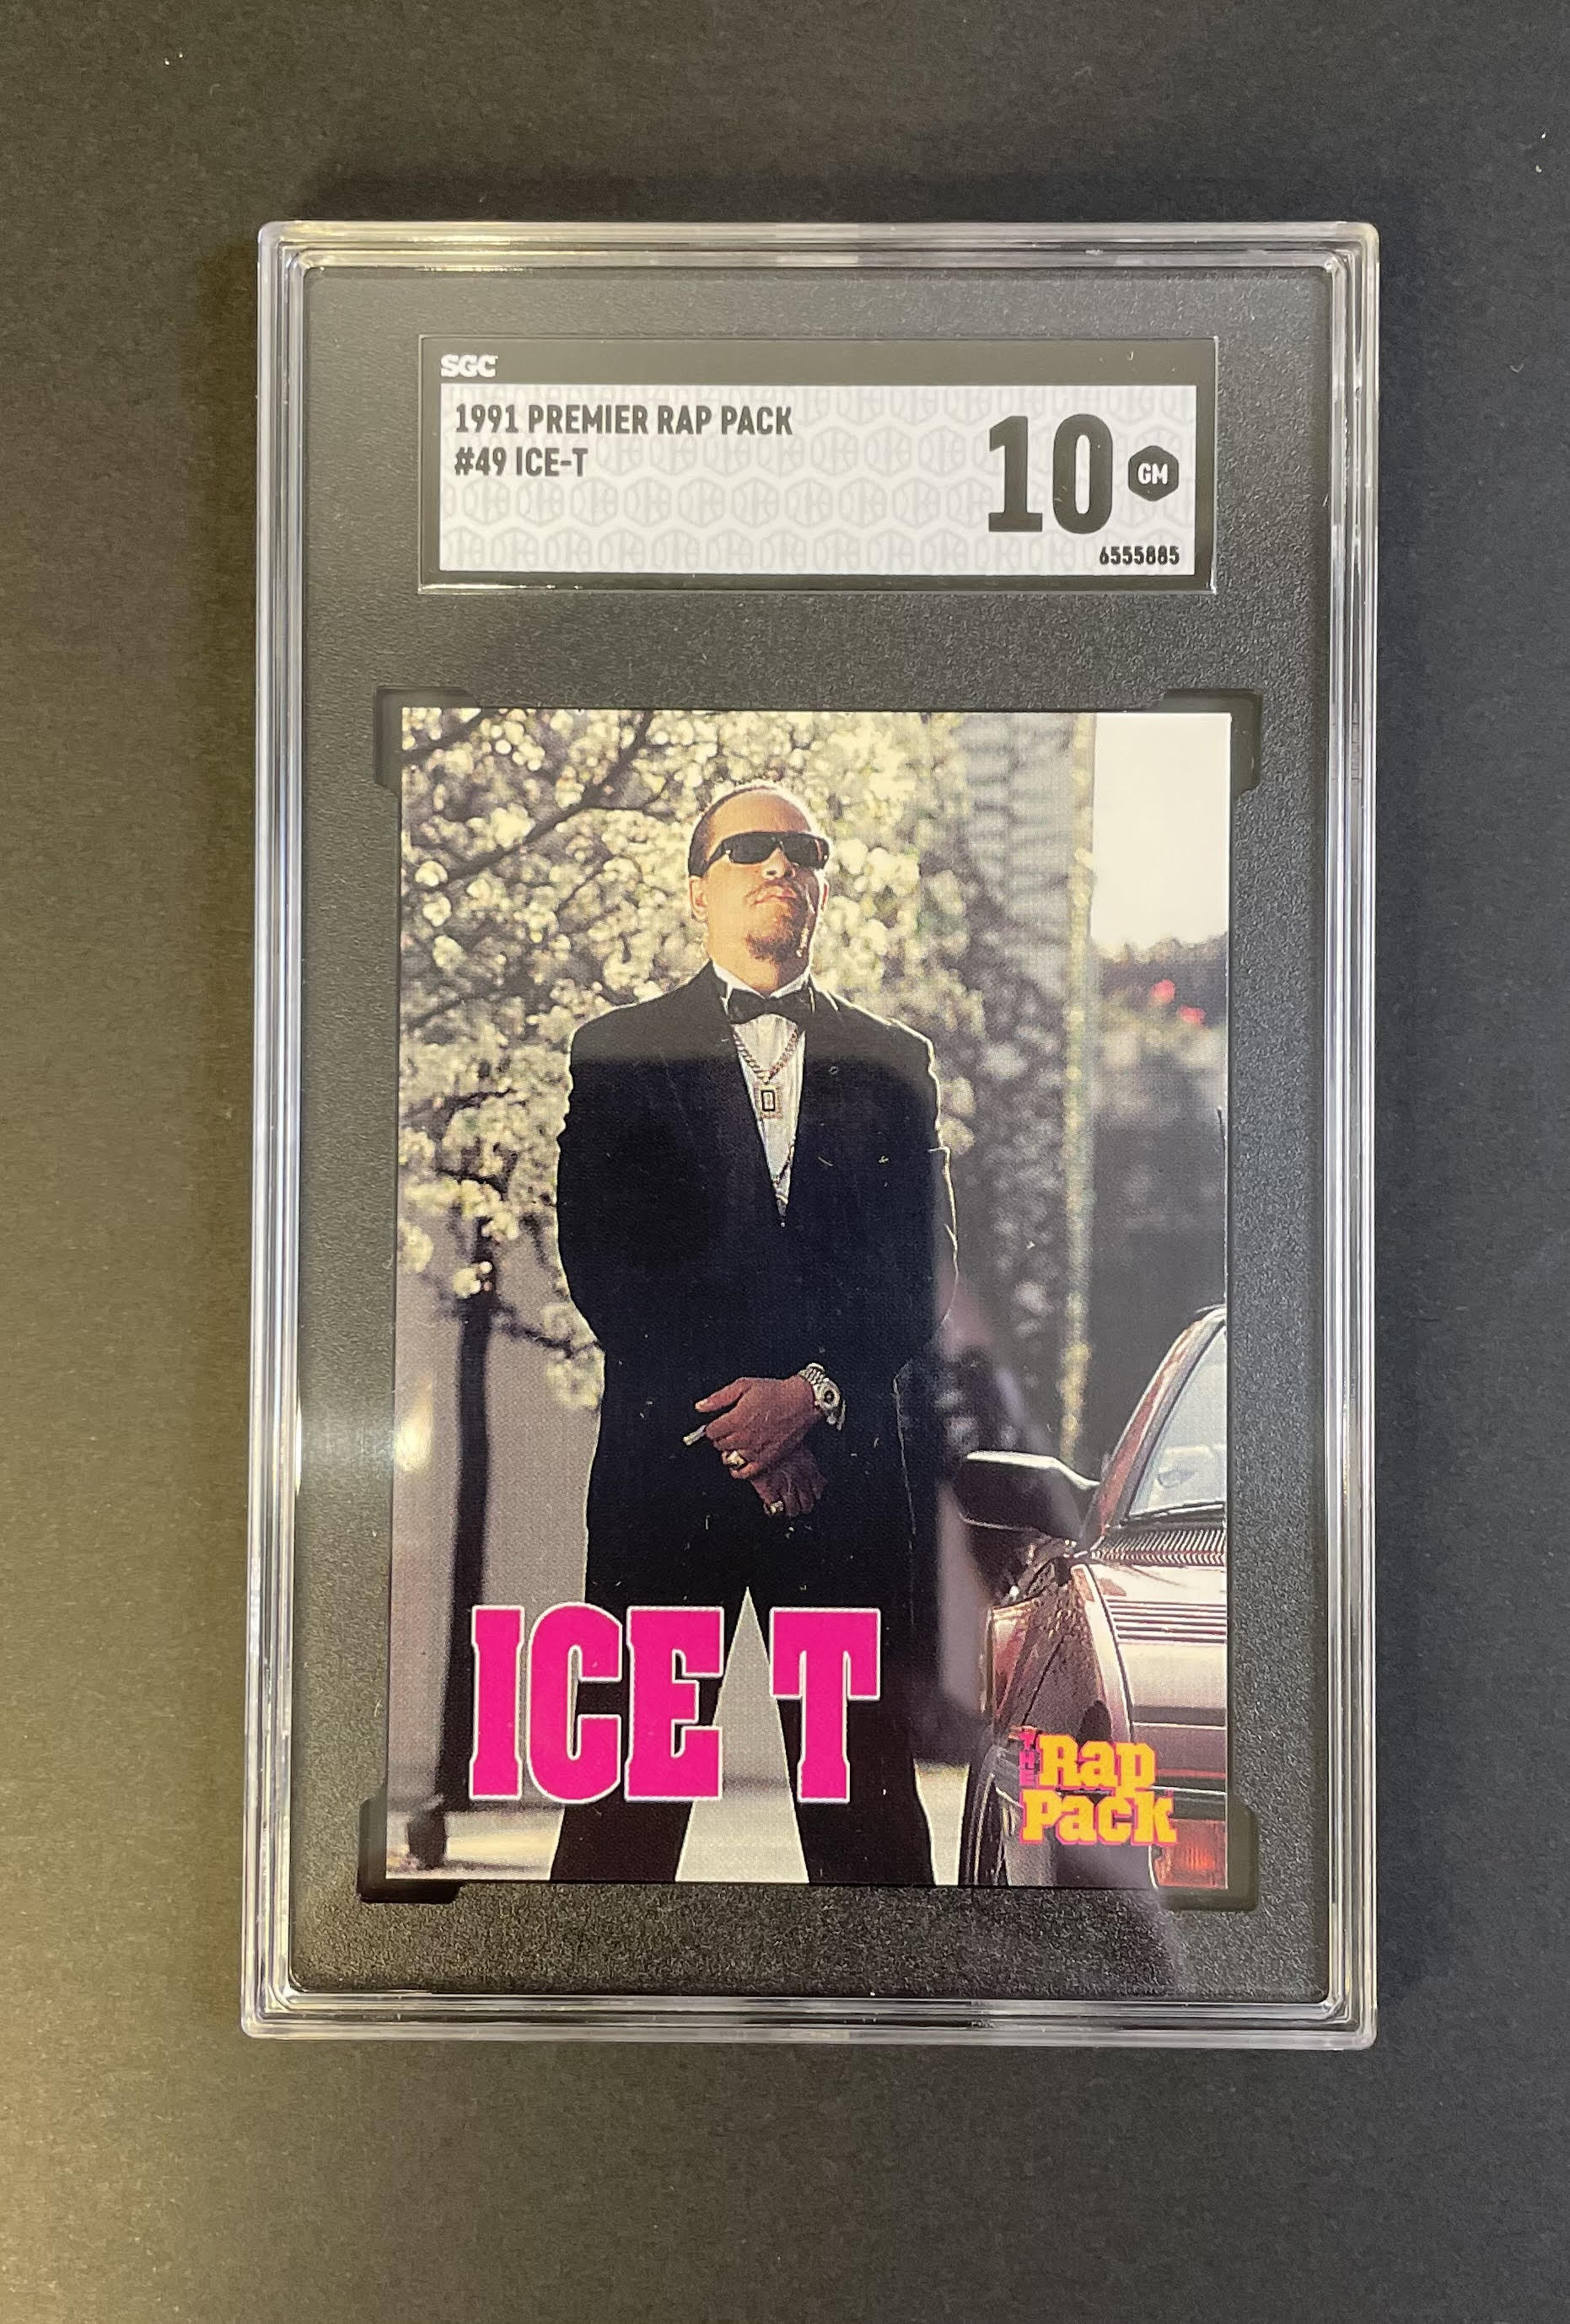 SGC
1991 PREMIER RAP PACK
#49 ICE-T
10 GM
6555885
ICE T
THE Rap
Pack